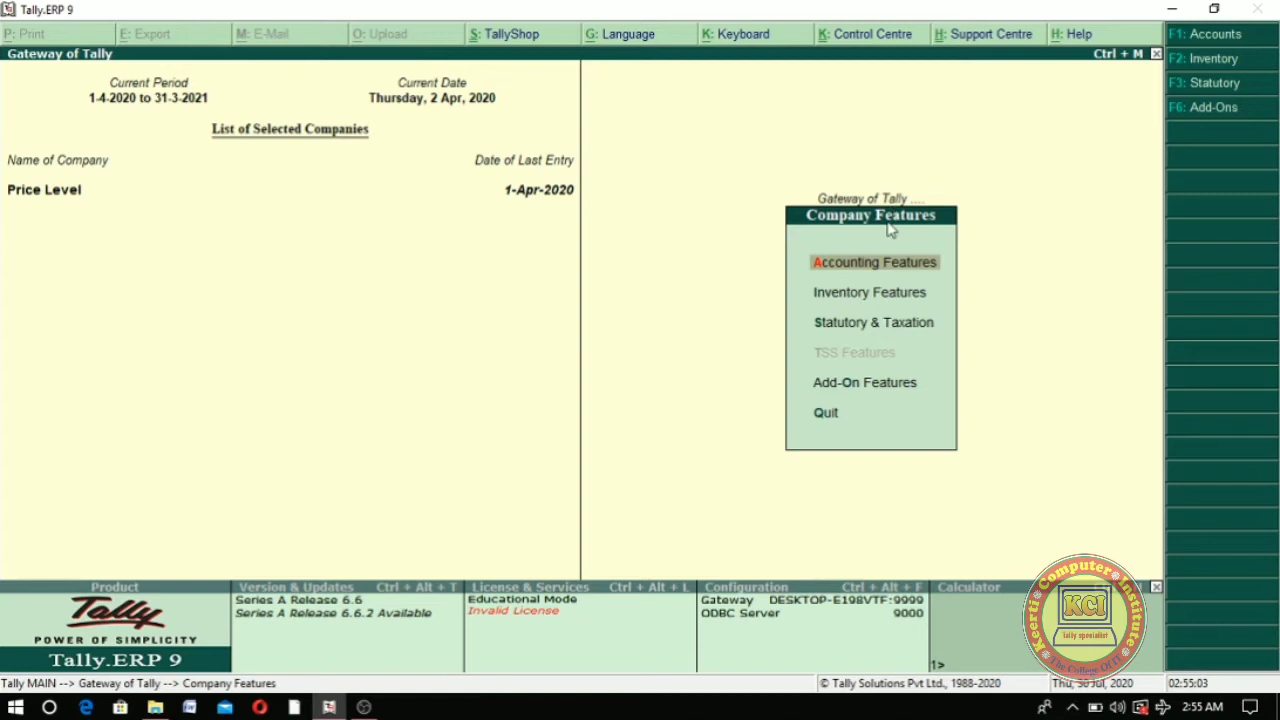 Tally.ERP 9
P: Print
E: Export
M: E-Mail
O: Upload
S: TallyShop
G: Language
K: Keyboard
K: Control Centre
H: Support Centre
H: Help
F1: Accounts
F2: Inventory
F3: Statutory
F6: Add-Ons
Gateway of Tally
Ctrl + M
Current Period
1-4-2020 to 31-3-2021
Current Date
Thursday, 2 Apr, 2020
List of Selected Companies
Name of Company
Date of Last Entry
Price Level
1-Apr-2020
Gateway of Tally ....
Company Features
Accounting Features
Inventory Features
Statutory & Taxation
TSS Features
Add-On Features
Quit
Product
Tally
POWER OF SIMPLICITY
Tally.ERP 9
Version & Updates Ctrl + Alt + T
Series A Release 6.6
Series A Release 6.6.2 Available
License & Services Ctrl + Alt + L
Educational Mode
Invalid License
Configuration Ctrl + Alt + F
Gateway DESKTOP-E198VTF:9999
ODBC Server 9000
Calculator
1>
Keerti Computer Institute
KCI
tally specialist
The College Of IT
Tally MAIN --> Gateway of Tally --> Company Features
© Tally Solutions Pvt Ltd., 1988-2020
Thu, 30 Jul, 2020
02:55:03
2:55 AM